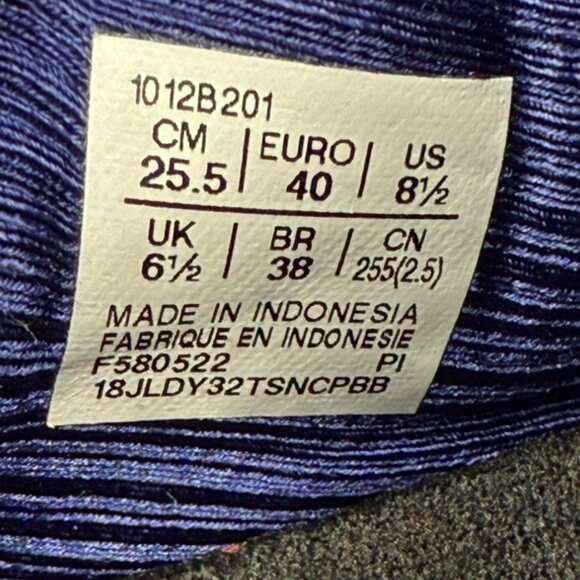 1012B201
CM | EURO | US
25.5 | 40 | 8½
UK | BR | CN
6½ | 38 | 255(2.5)
MADE IN INDONESIA
FABRIQUE EN INDONESIE
F580522 PI
18JLDY32TSNCPBB